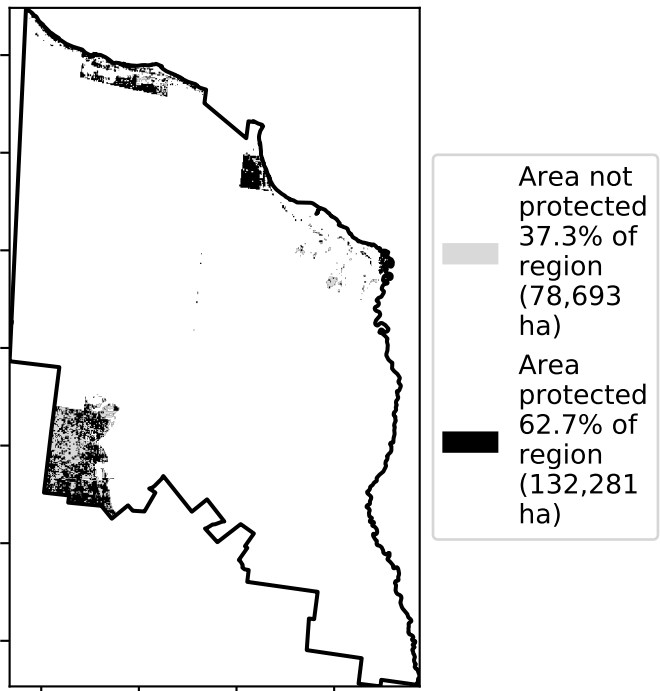 Area not
protected
37.3% of
region
(78,693
ha)
Area
protected
62.7% of
region
(132,281
ha)